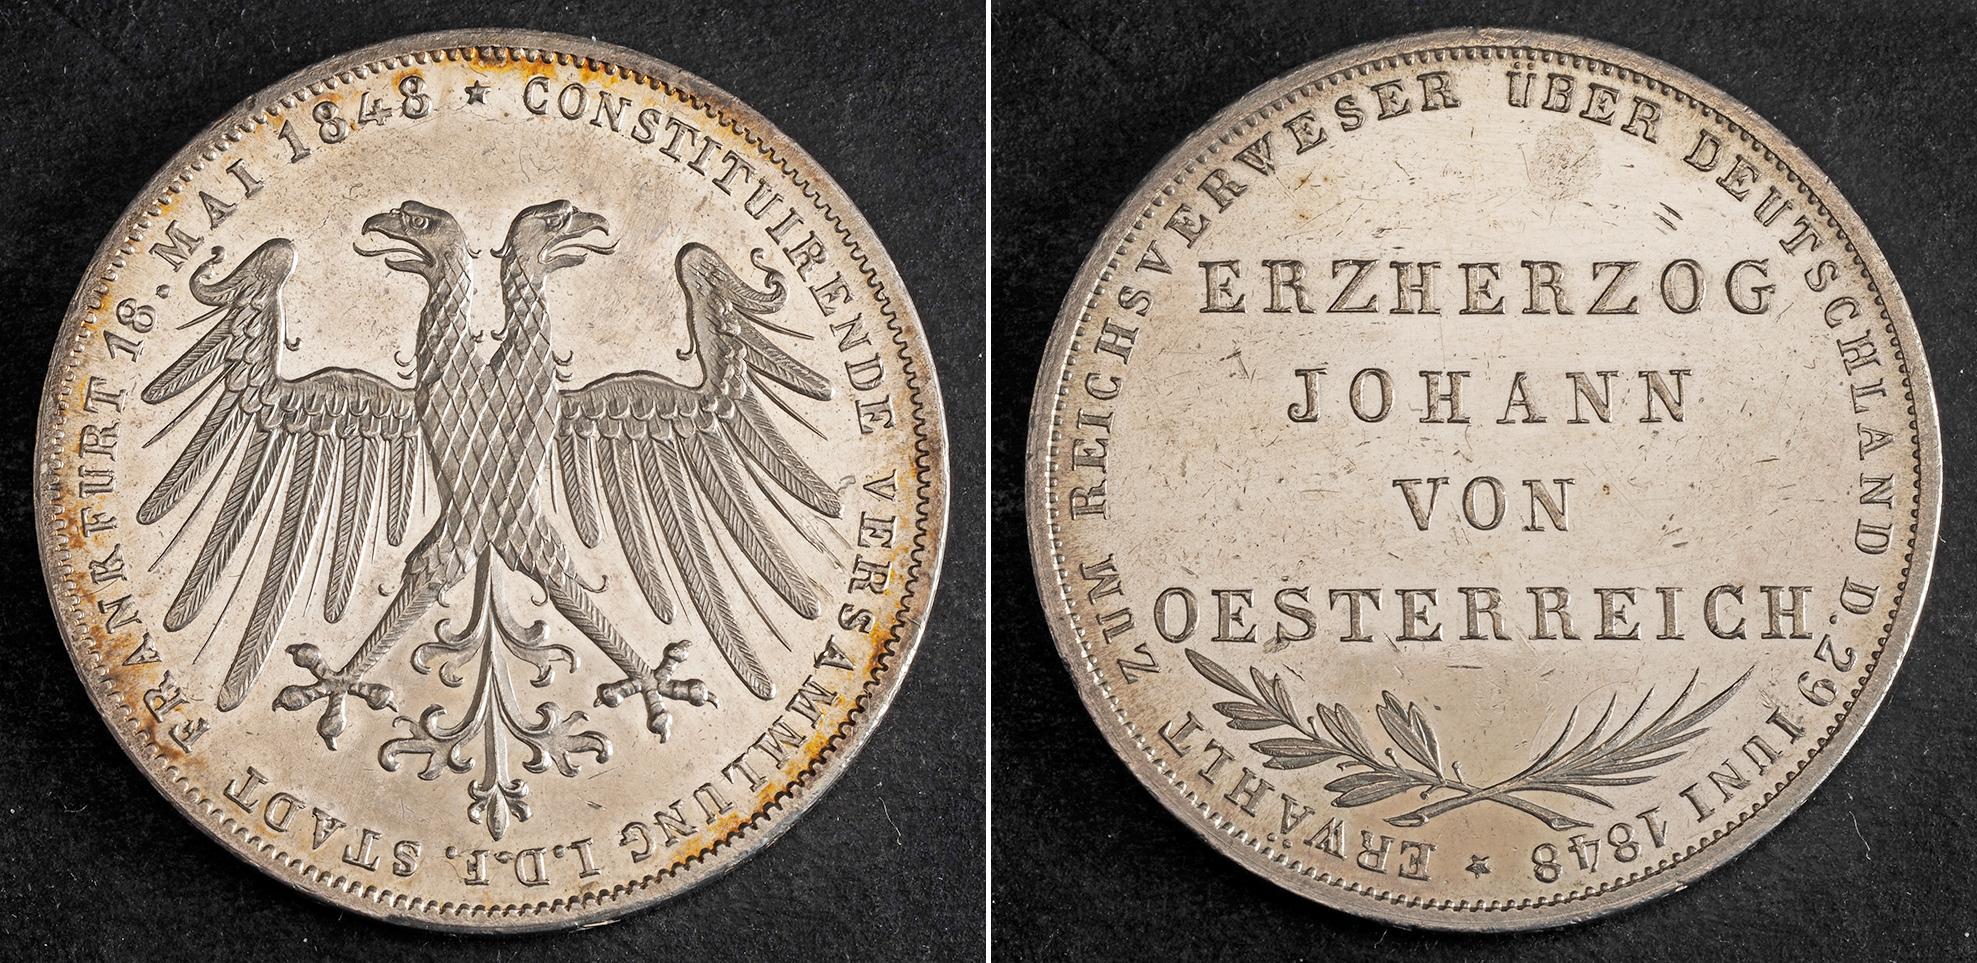 ★ CONSTITUIRENDE VERSAMMLUNG I.D.F. STADT FRANKFURT 18. MAI 1848
★ ERWÄHLT ZUM REICHSVERWESER ÜBER DEUTSCHLAND D. 29 IUNI 1848
ERZHERZOG
JOHANN
VON
OESTERREICH